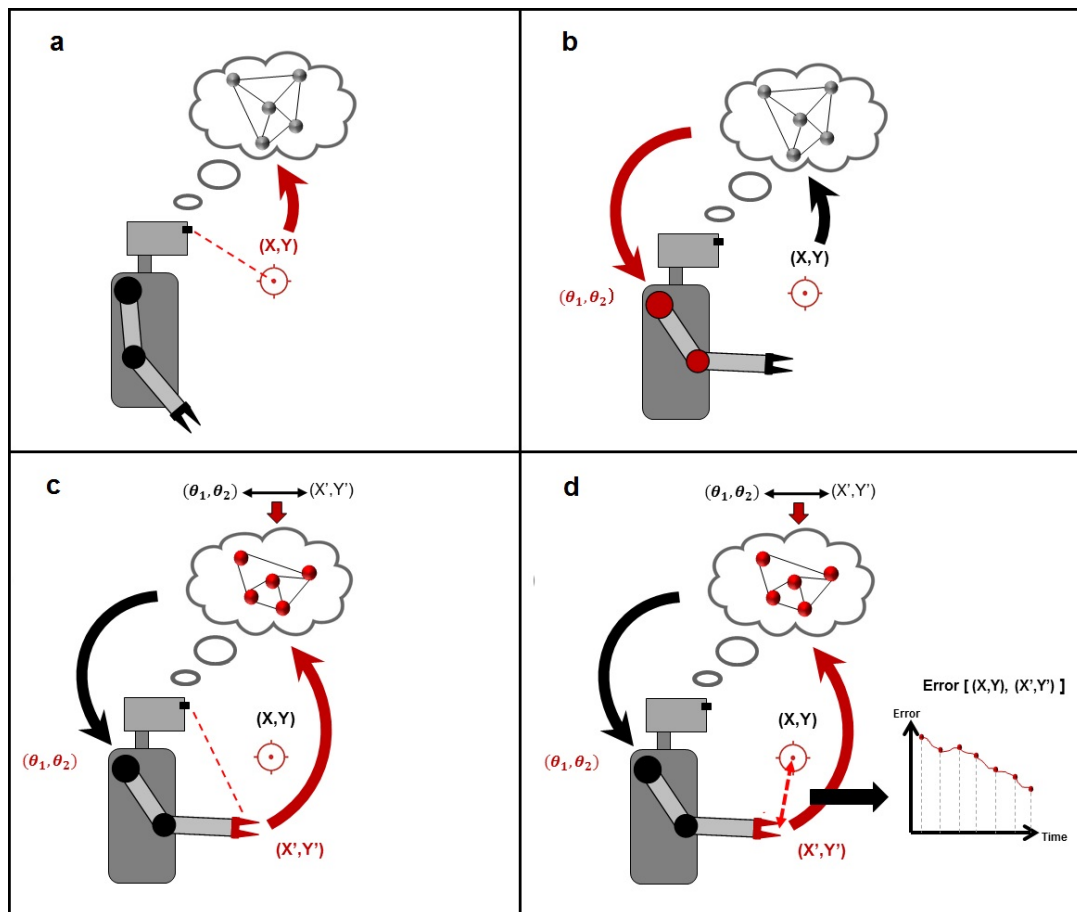 a
(X,Y)
b
(X,Y)
(θ₁,θ₂)
c
(θ₁,θ₂) (X',Y')
(X,Y)
(θ₁,θ₂)
(X',Y')
d
(θ₁,θ₂) (X',Y')
Error [ (X,Y), (X',Y') ]
(X,Y)
Error
(θ₁,θ₂)
Time
(X',Y')